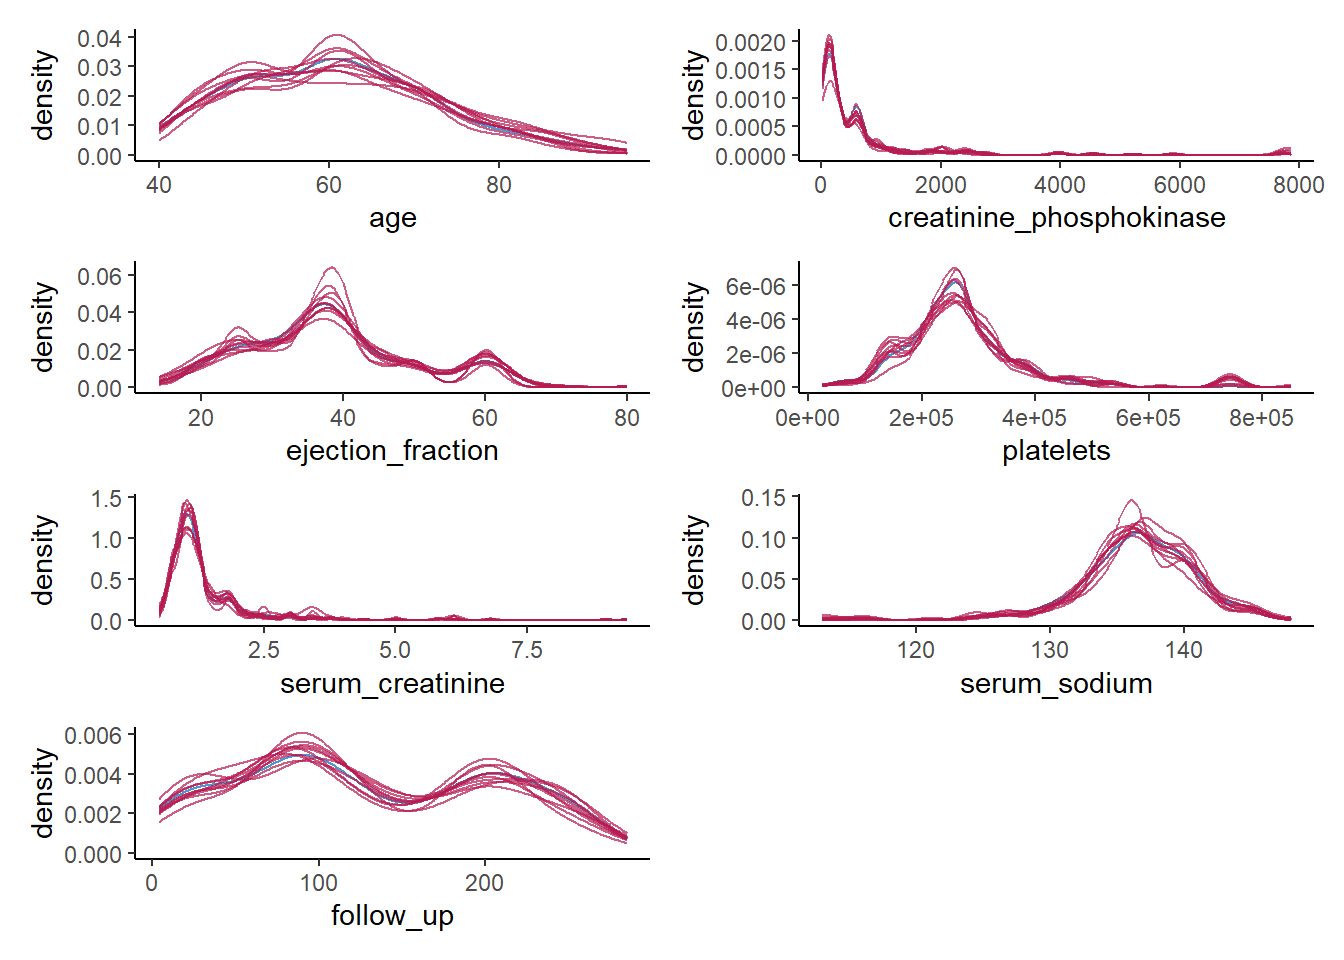 density
0.04
0.03
0.02
0.01
0.00
40 60 80
age
density
0.0020
0.0015
0.0010
0.0005
0.0000
0 2000 4000 6000 8000
creatinine_phosphokinase
density
0.06
0.04
0.02
0.00
20 40 60 80
ejection_fraction
density
6e-06
4e-06
2e-06
0e+00
0e+00 2e+05 4e+05 6e+05 8e+05
platelets
density
1.5
1.0
0.5
0.0
2.5 5.0 7.5
serum_creatinine
density
0.15
0.10
0.05
0.00
120 130 140
serum_sodium
density
0.006
0.004
0.002
0.000
0 100 200
follow_up